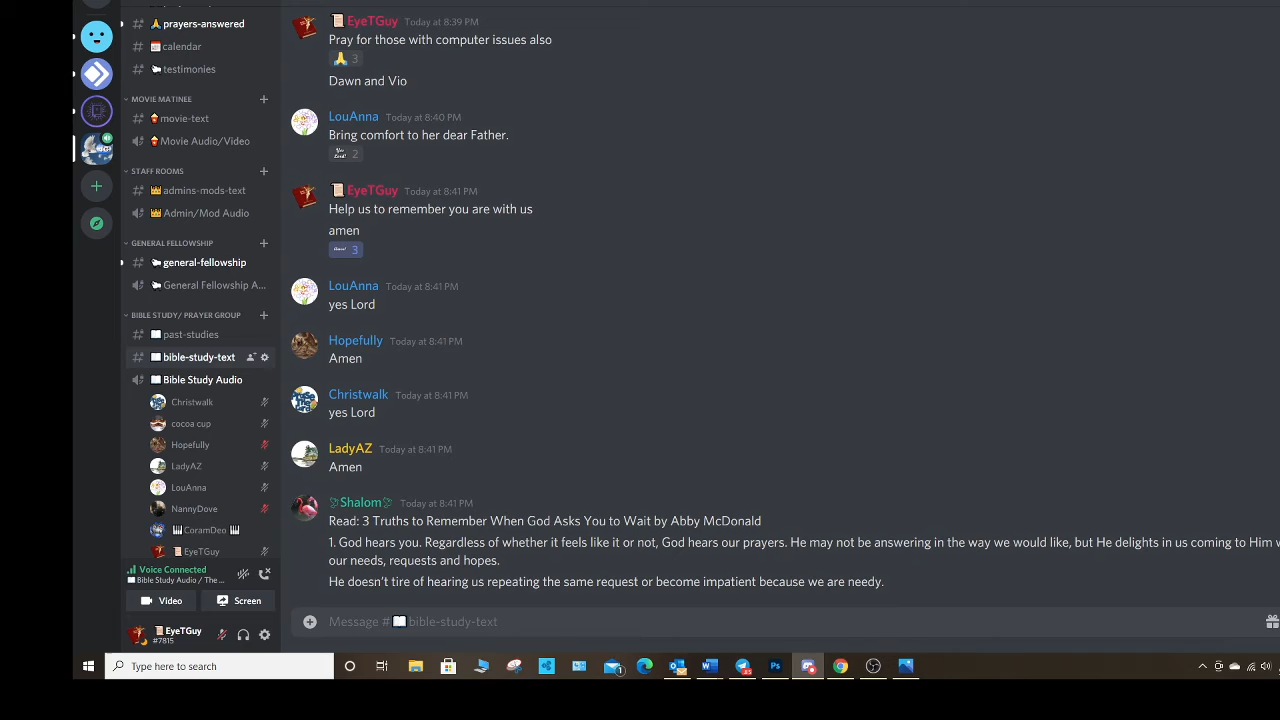 prayers-answered
calendar
testimonies
MOVIE MATINEE
movie-text
Movie Audio/Video
STAFF ROOMS
admins-mods-text
Admin/Mod Audio
GENERAL FELLOWSHIP
general-fellowship
General Fellowship A...
BIBLE STUDY/ PRAYER GROUP
past-studies
bible-study-text
Bible Study Audio
Christwalk
cocoa cup
Hopefully
LadyAZ
LouAnna
NannyDove
CoramDeo
EyeTGuy
Voice Connected
Bible Study Audio / The ...
Video
Screen
EyeTGuy
#7815
EyeTGuy Today at 8:39 PM
Pray for those with computer issues also
3
Dawn and Vio
LouAnna Today at 8:40 PM
Bring comfort to her dear Father.
2
EyeTGuy Today at 8:41 PM
Help us to remember you are with us
amen
3
LouAnna Today at 8:41 PM
yes Lord
Hopefully Today at 8:41 PM
Amen
Christwalk Today at 8:41 PM
yes Lord
LadyAZ Today at 8:41 PM
Amen
Shalom Today at 8:41 PM
Read: 3 Truths to Remember When God Asks You to Wait by Abby McDonald
1. God hears you. Regardless of whether it feels like it or not, God hears our prayers. He may not be answering in the way we would like, but He delights in us coming to Him w
our needs, requests and hopes.
He doesn't tire of hearing us repeating the same request or become impatient because we are needy.
Message # bible-study-text
Type here to search